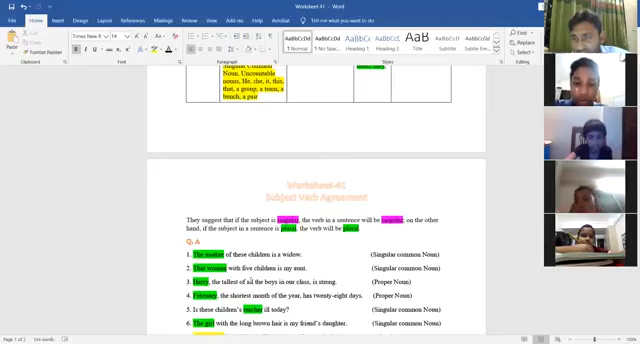 Worksheet-41
File Home Insert Design Layout References Mailings Review View Add-ins Help Acrobat Tell me what you want to do
Paste
Cut
Copy
Format Painter
Clipboard
Times New R 14
Font
Paragraph
AaBbCcDc AaBbCcDc AaBbC AaBbCc AaB AaBbCcD AaBbCcD
1 Normal 1 No Spac... Heading 1 Heading 2 Title Subtitle Subtle Em...
Styles
Find
Replace
Select
Editing
Singular Common
Noun, Uncountable
nouns, He, she, it, this,
that, a group, a team, a
bunch, a pair
Worksheet-41
Subject Verb Agreement
They suggest that if the subject is singular, the verb in a sentence will be singular, on the other
hand, if the subject in a sentence is plural, the verb will be plural.
Q. A
1. The mother of these children is a widow. (Singular common Noun)
2. That woman with five children is my aunt. (Singular common Noun)
3. Harry, the tallest of all the boys in our class, is strong. (Proper Noun)
4. February, the shortest month of the year, has twenty-eight days. (Proper Noun)
5. Is these children's teacher ill today? (Singular common Noun)
6. The girl with the long brown hair is my friend's daughter. (Singular common Noun)
Page 1 of 2 534 words
100%